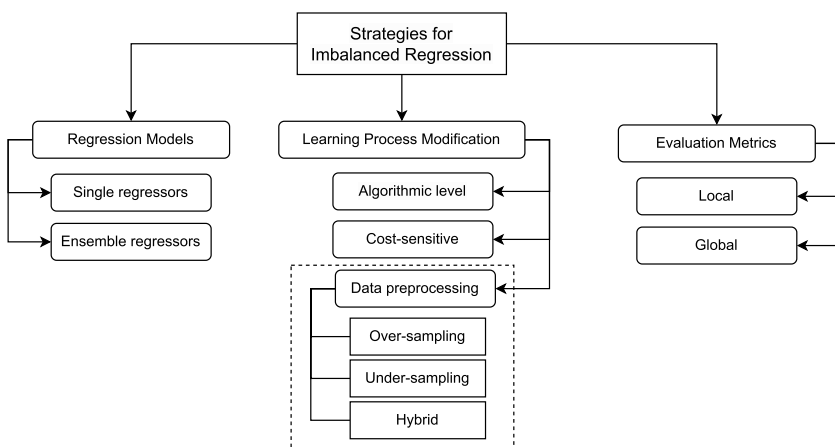 Strategies for
Imbalanced Regression
Regression Models
Single regressors
Ensemble regressors
Learning Process Modification
Algorithmic level
Cost-sensitive
Data preprocessing
Over-sampling
Under-sampling
Hybrid
Evaluation Metrics
Local
Global